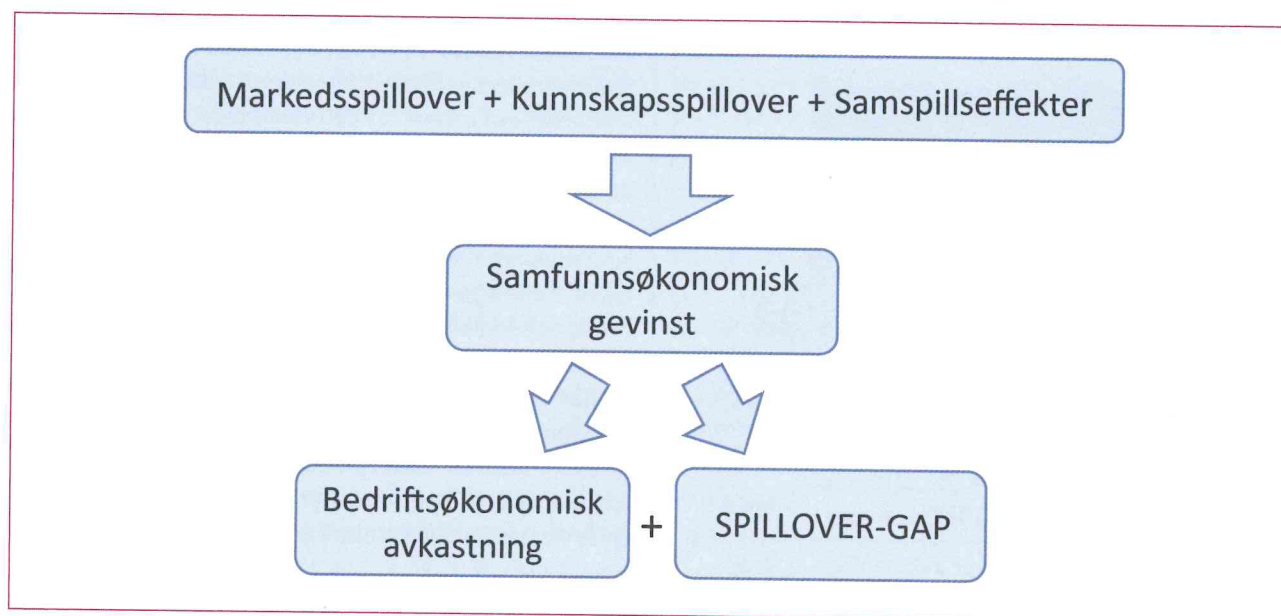 Markedsspillover + Kunnskapsspillover + Samspillseffekter
Samfunnsøkonomisk
gevinst
Bedriftsøkonomisk
avkastning
+
SPILLOVER-GAP